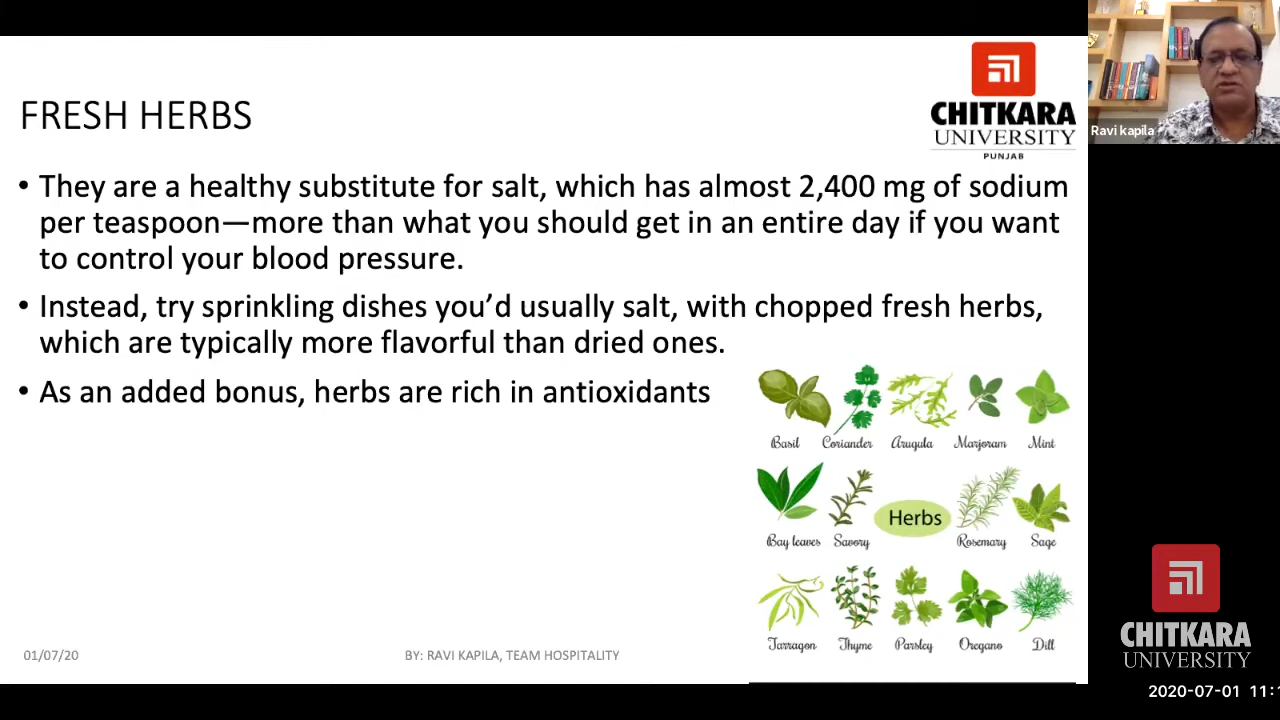 FRESH HERBS
CHITKARA
UNIVERSITY
PUNJAB
Ravi kapila
• They are a healthy substitute for salt, which has almost 2,400 mg of sodium
per teaspoon—more than what you should get in an entire day if you want
to control your blood pressure.
• Instead, try sprinkling dishes you’d usually salt, with chopped fresh herbs,
which are typically more flavorful than dried ones.
• As an added bonus, herbs are rich in antioxidants
Basil Coriander Arugula Marjoram Mint
Bay leaves Savory Herbs Rosemary Sage
Tarragon Thyme Parsley Oregano Dill
01/07/20
BY: RAVI KAPILA, TEAM HOSPITALITY
CHITKARA
UNIVERSITY
2020-07-01 11:1